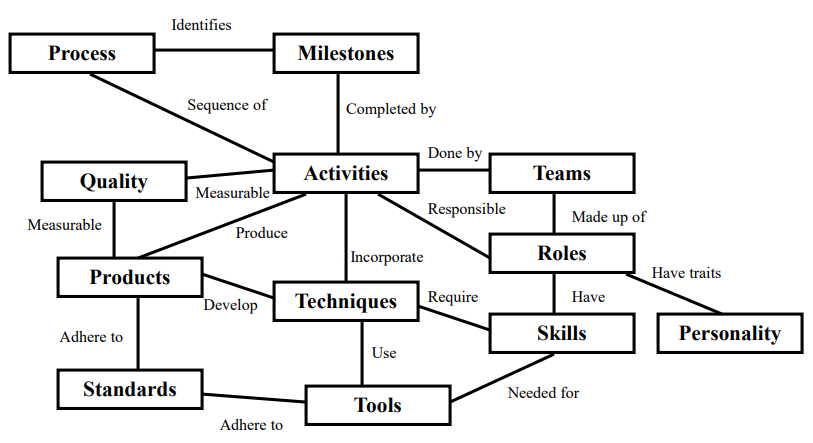 Identifies
Process
Milestones
Sequence of
Completed by
Done by
Quality
Activities
Teams
Measurable
Measurable
Responsible
Made up of
Produce
Products
Incorporate
Roles
Have traits
Develop
Techniques
Require
Have
Adhere to
Skills
Personality
Use
Standards
Tools
Needed for
Adhere to